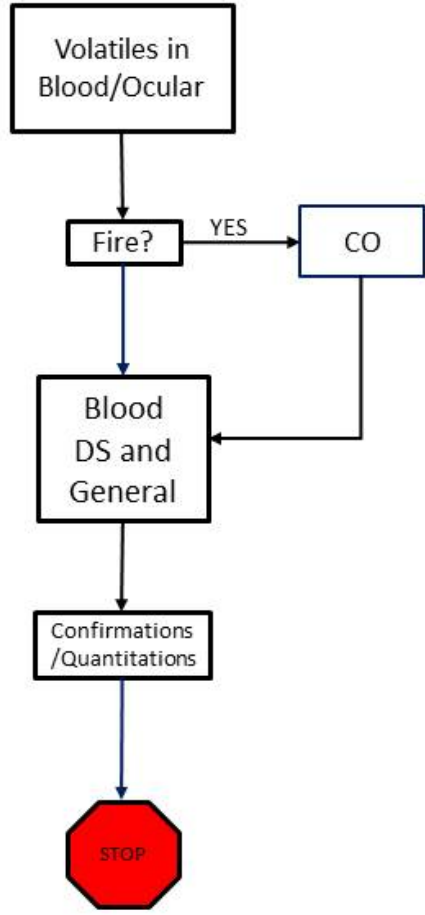 Volatiles in
Blood/Ocular
Fire?
YES
CO
Blood
DS and
General
Confirmations
/Quantitations
STOP